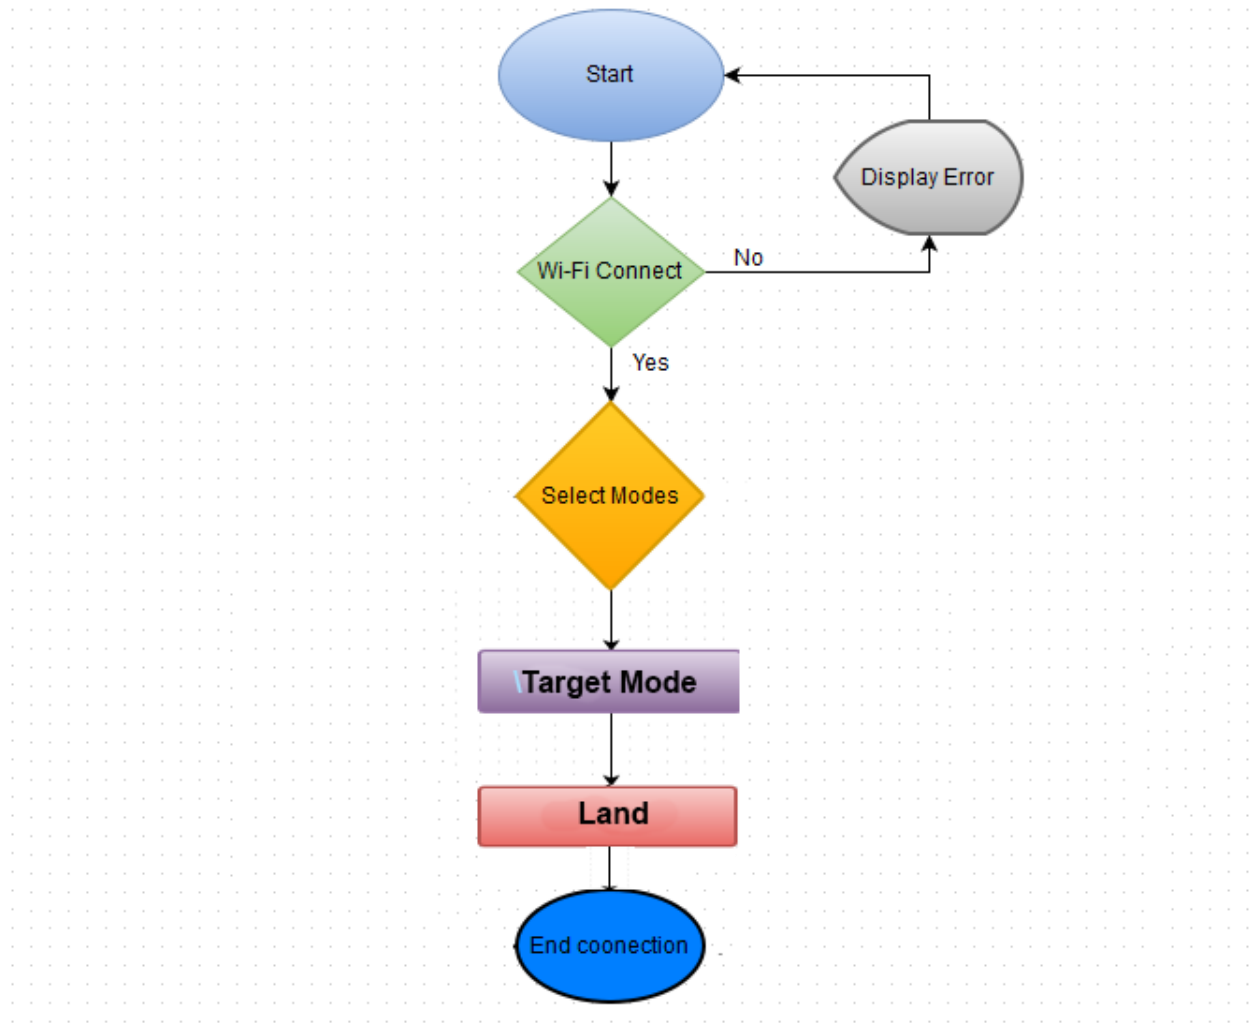 Start
Display Error
Wi-Fi Connect
No
Yes
Select Modes
\Target Mode
Land
End coonection